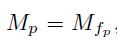 M_p = M_{f_p},